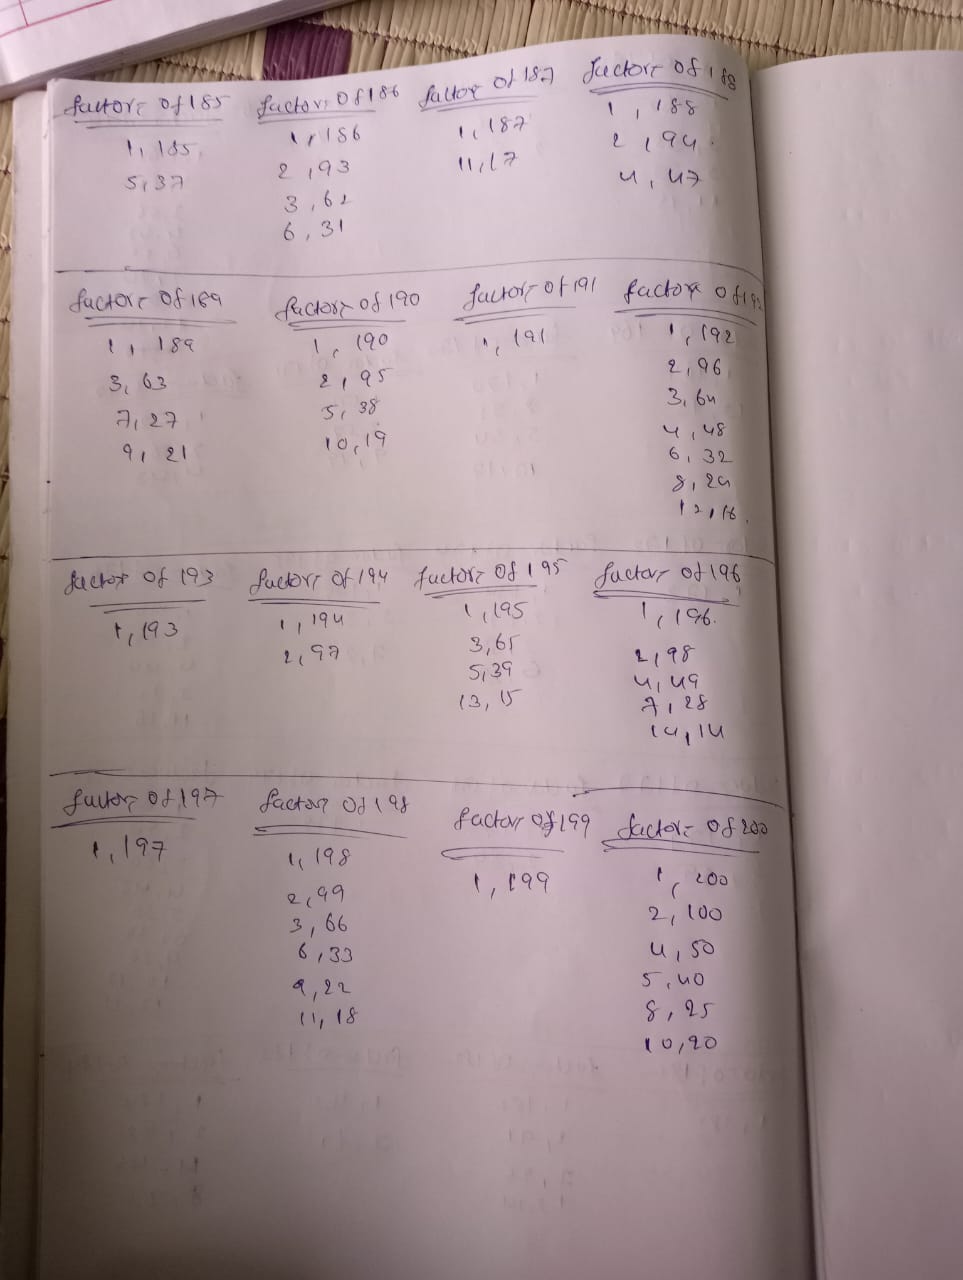 factors of 185 factors of 186 factor of 187 factors of 188
1, 185 1, 186 1, 187 1, 188
5, 37 2, 93 11, 17 2, 94
3, 62 4, 47
6, 31
factors of 189 factors of 190 factors of 191 factors of 192
1, 189 1, 190 1, 191 1, 192
3, 63 2, 95 2, 96
7, 27 5, 38 3, 64
9, 21 10, 19 4, 48
6, 32
8, 24
12, 16
factor of 193 factors of 194 factors of 195 factors of 196
1, 193 1, 194 1, 195 1, 196.
2, 97 3, 65 2, 98
5, 39 4, 49
13, 15 7, 28
14, 14
factors of 197 factors of 198 factors of 199 factors of 200
1, 197 1, 198 1, 199 1, 200
2, 99 2, 100
3, 66 4, 50
6, 33 5, 40
9, 22 8, 25
11, 18 10, 20